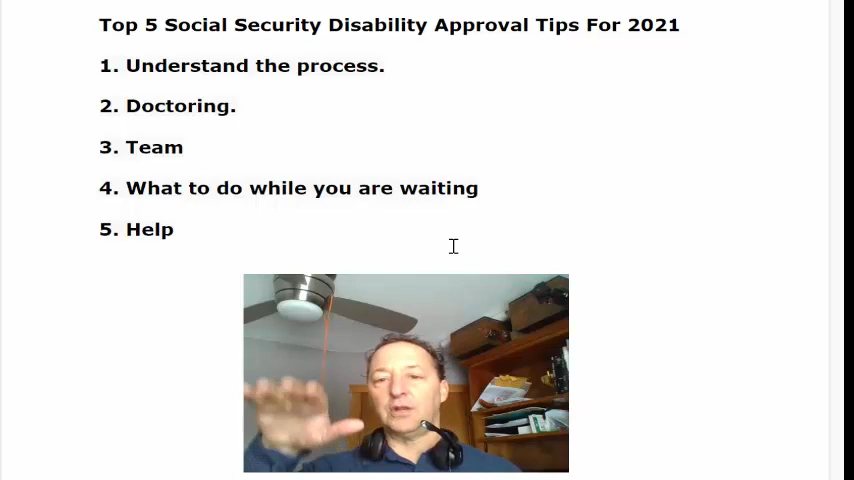 Top 5 Social Security Disability Approval Tips For 2021
1. Understand the process.
2. Doctoring.
3. Team
4. What to do while you are waiting
5. Help